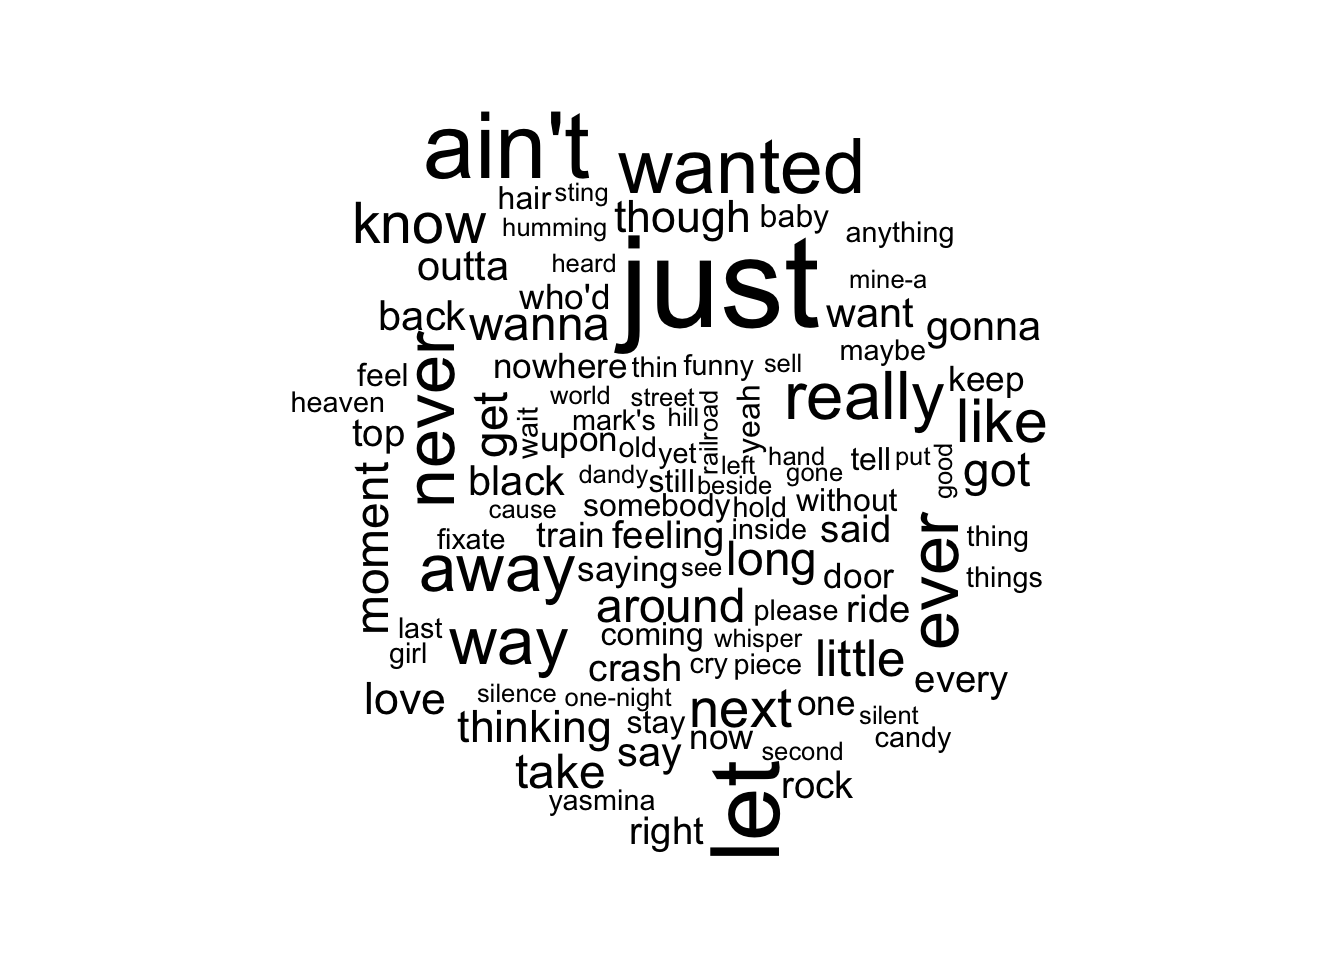 ain't
wanted
hair
sting
know
humming
though
baby
anything
outta
heard
just
mine-a
who'd
back
wanna
want
gonna
never
maybe
nowhere
thin
funny
sell
feel
really
keep
heaven
get
wait
world
street
railroad
yeah
like
mark's
hill
top
upon
old
yet
left
hand
gone
tell
put
good
got
moment
black
dandy
still
beside
cause
somebody
hold
without
ever
fixate
train
feeling
inside
said
thing
away
saying
see
long
door
things
around
please
ride
last
way
coming
whisper
girl
crash
cry
piece
little
every
love
silence
one-night
next
one
silent
thinking
stay
now
candy
say
second
take
let
rock
yasmina
right